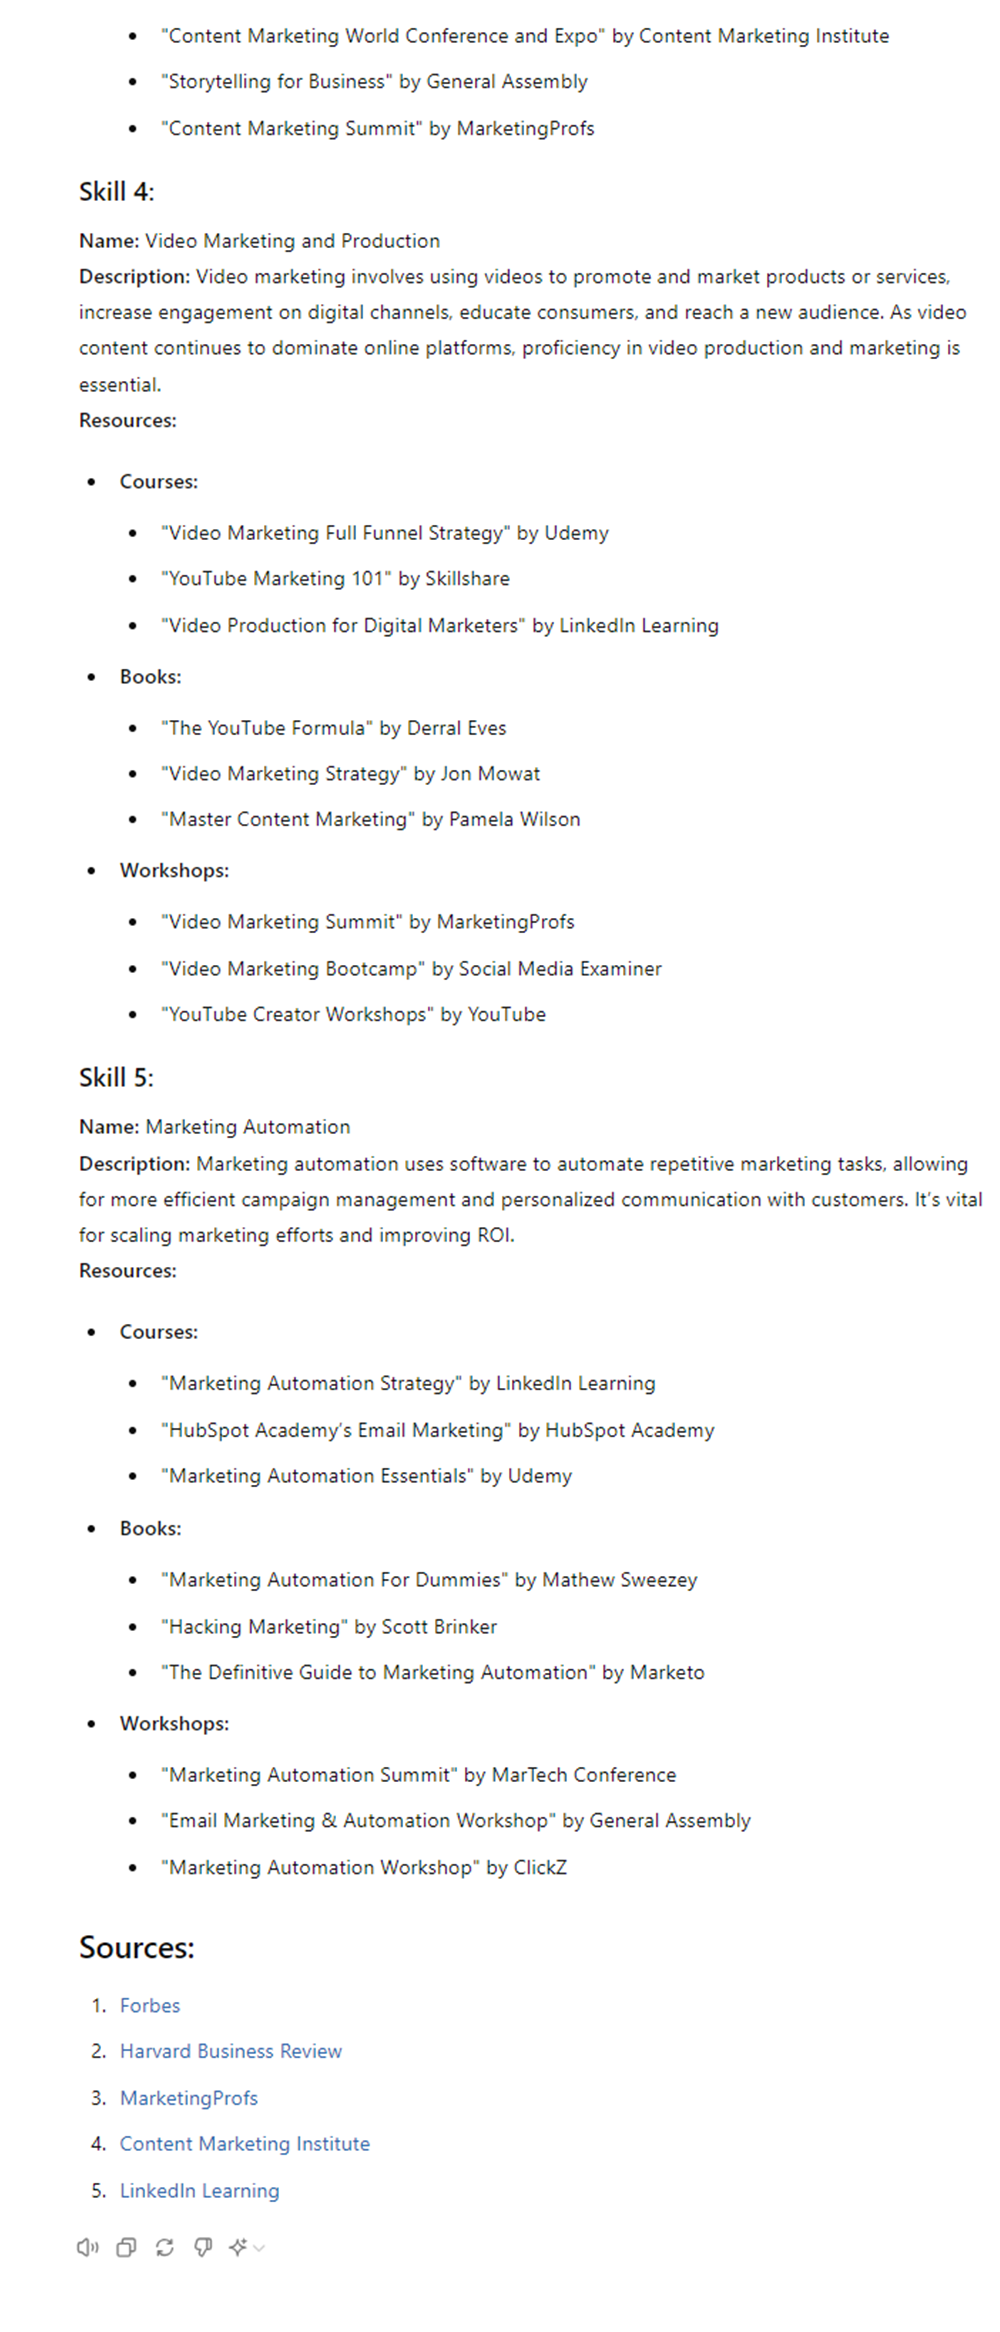 "Content Marketing World Conference and Expo" by Content Marketing Institute
"Storytelling for Business" by General Assembly
"Content Marketing Summit" by MarketingProfs
Skill 4:
Name: Video Marketing and Production
Description: Video marketing involves using videos to promote and market products or services,
increase engagement on digital channels, educate consumers, and reach a new audience. As video
content continues to dominate online platforms, proficiency in video production and marketing is
essential.
Resources:
Courses:
"Video Marketing Full Funnel Strategy" by Udemy
"YouTube Marketing 101" by Skillshare
"Video Production for Digital Marketers" by LinkedIn Learning
Books:
"The YouTube Formula" by Derral Eves
"Video Marketing Strategy" by Jon Mowat
"Master Content Marketing" by Pamela Wilson
Workshops:
"Video Marketing Summit" by MarketingProfs
"Video Marketing Bootcamp" by Social Media Examiner
"YouTube Creator Workshops" by YouTube
Skill 5:
Name: Marketing Automation
Description: Marketing automation uses software to automate repetitive marketing tasks, allowing
for more efficient campaign management and personalized communication with customers. It's vital
for scaling marketing efforts and improving ROI.
Resources:
Courses:
"Marketing Automation Strategy" by LinkedIn Learning
"HubSpot Academy's Email Marketing" by HubSpot Academy
"Marketing Automation Essentials" by Udemy
Books:
"Marketing Automation For Dummies" by Mathew Sweezey
"Hacking Marketing" by Scott Brinker
"The Definitive Guide to Marketing Automation" by Marketo
Workshops:
"Marketing Automation Summit" by MarTech Conference
"Email Marketing & Automation Workshop" by General Assembly
"Marketing Automation Workshop" by ClickZ
Sources:
1. Forbes
2. Harvard Business Review
3. MarketingProfs
4. Content Marketing Institute
5. LinkedIn Learning